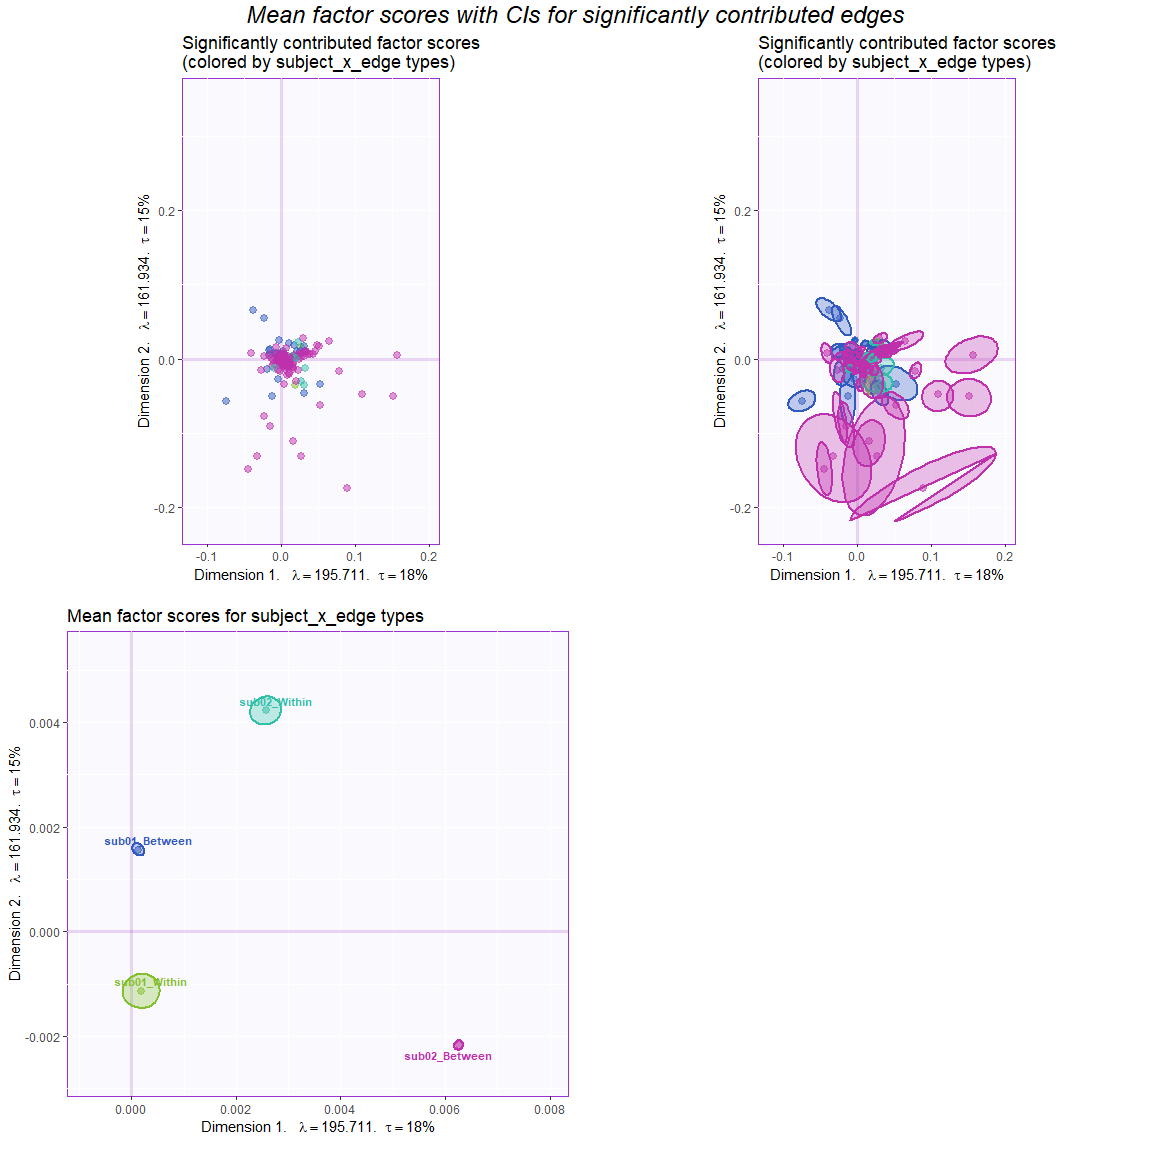 Mean factor scores with CIs for significantly contributed edges
Significantly contributed factor scores
(colored by subject_x_edge types)
Dimension 2.   λ = 161.934.   τ = 15%
0.2
0.0
-0.2
-0.1
0.0
0.1
0.2
Dimension 1.   λ = 195.711.   τ = 18%
Significantly contributed factor scores
(colored by subject_x_edge types)
Dimension 2.   λ = 161.934.   τ = 15%
0.2
0.0
-0.2
-0.1
0.0
0.1
0.2
Dimension 1.   λ = 195.711.   τ = 18%
Mean factor scores for subject_x_edge types
Dimension 2.   λ = 161.934.   τ = 15%
0.004
0.002
0.000
-0.002
sub02_Within
sub01_Between
sub01_Within
sub02_Between
0.000
0.002
0.004
0.006
0.008
Dimension 1.   λ = 195.711.   τ = 18%